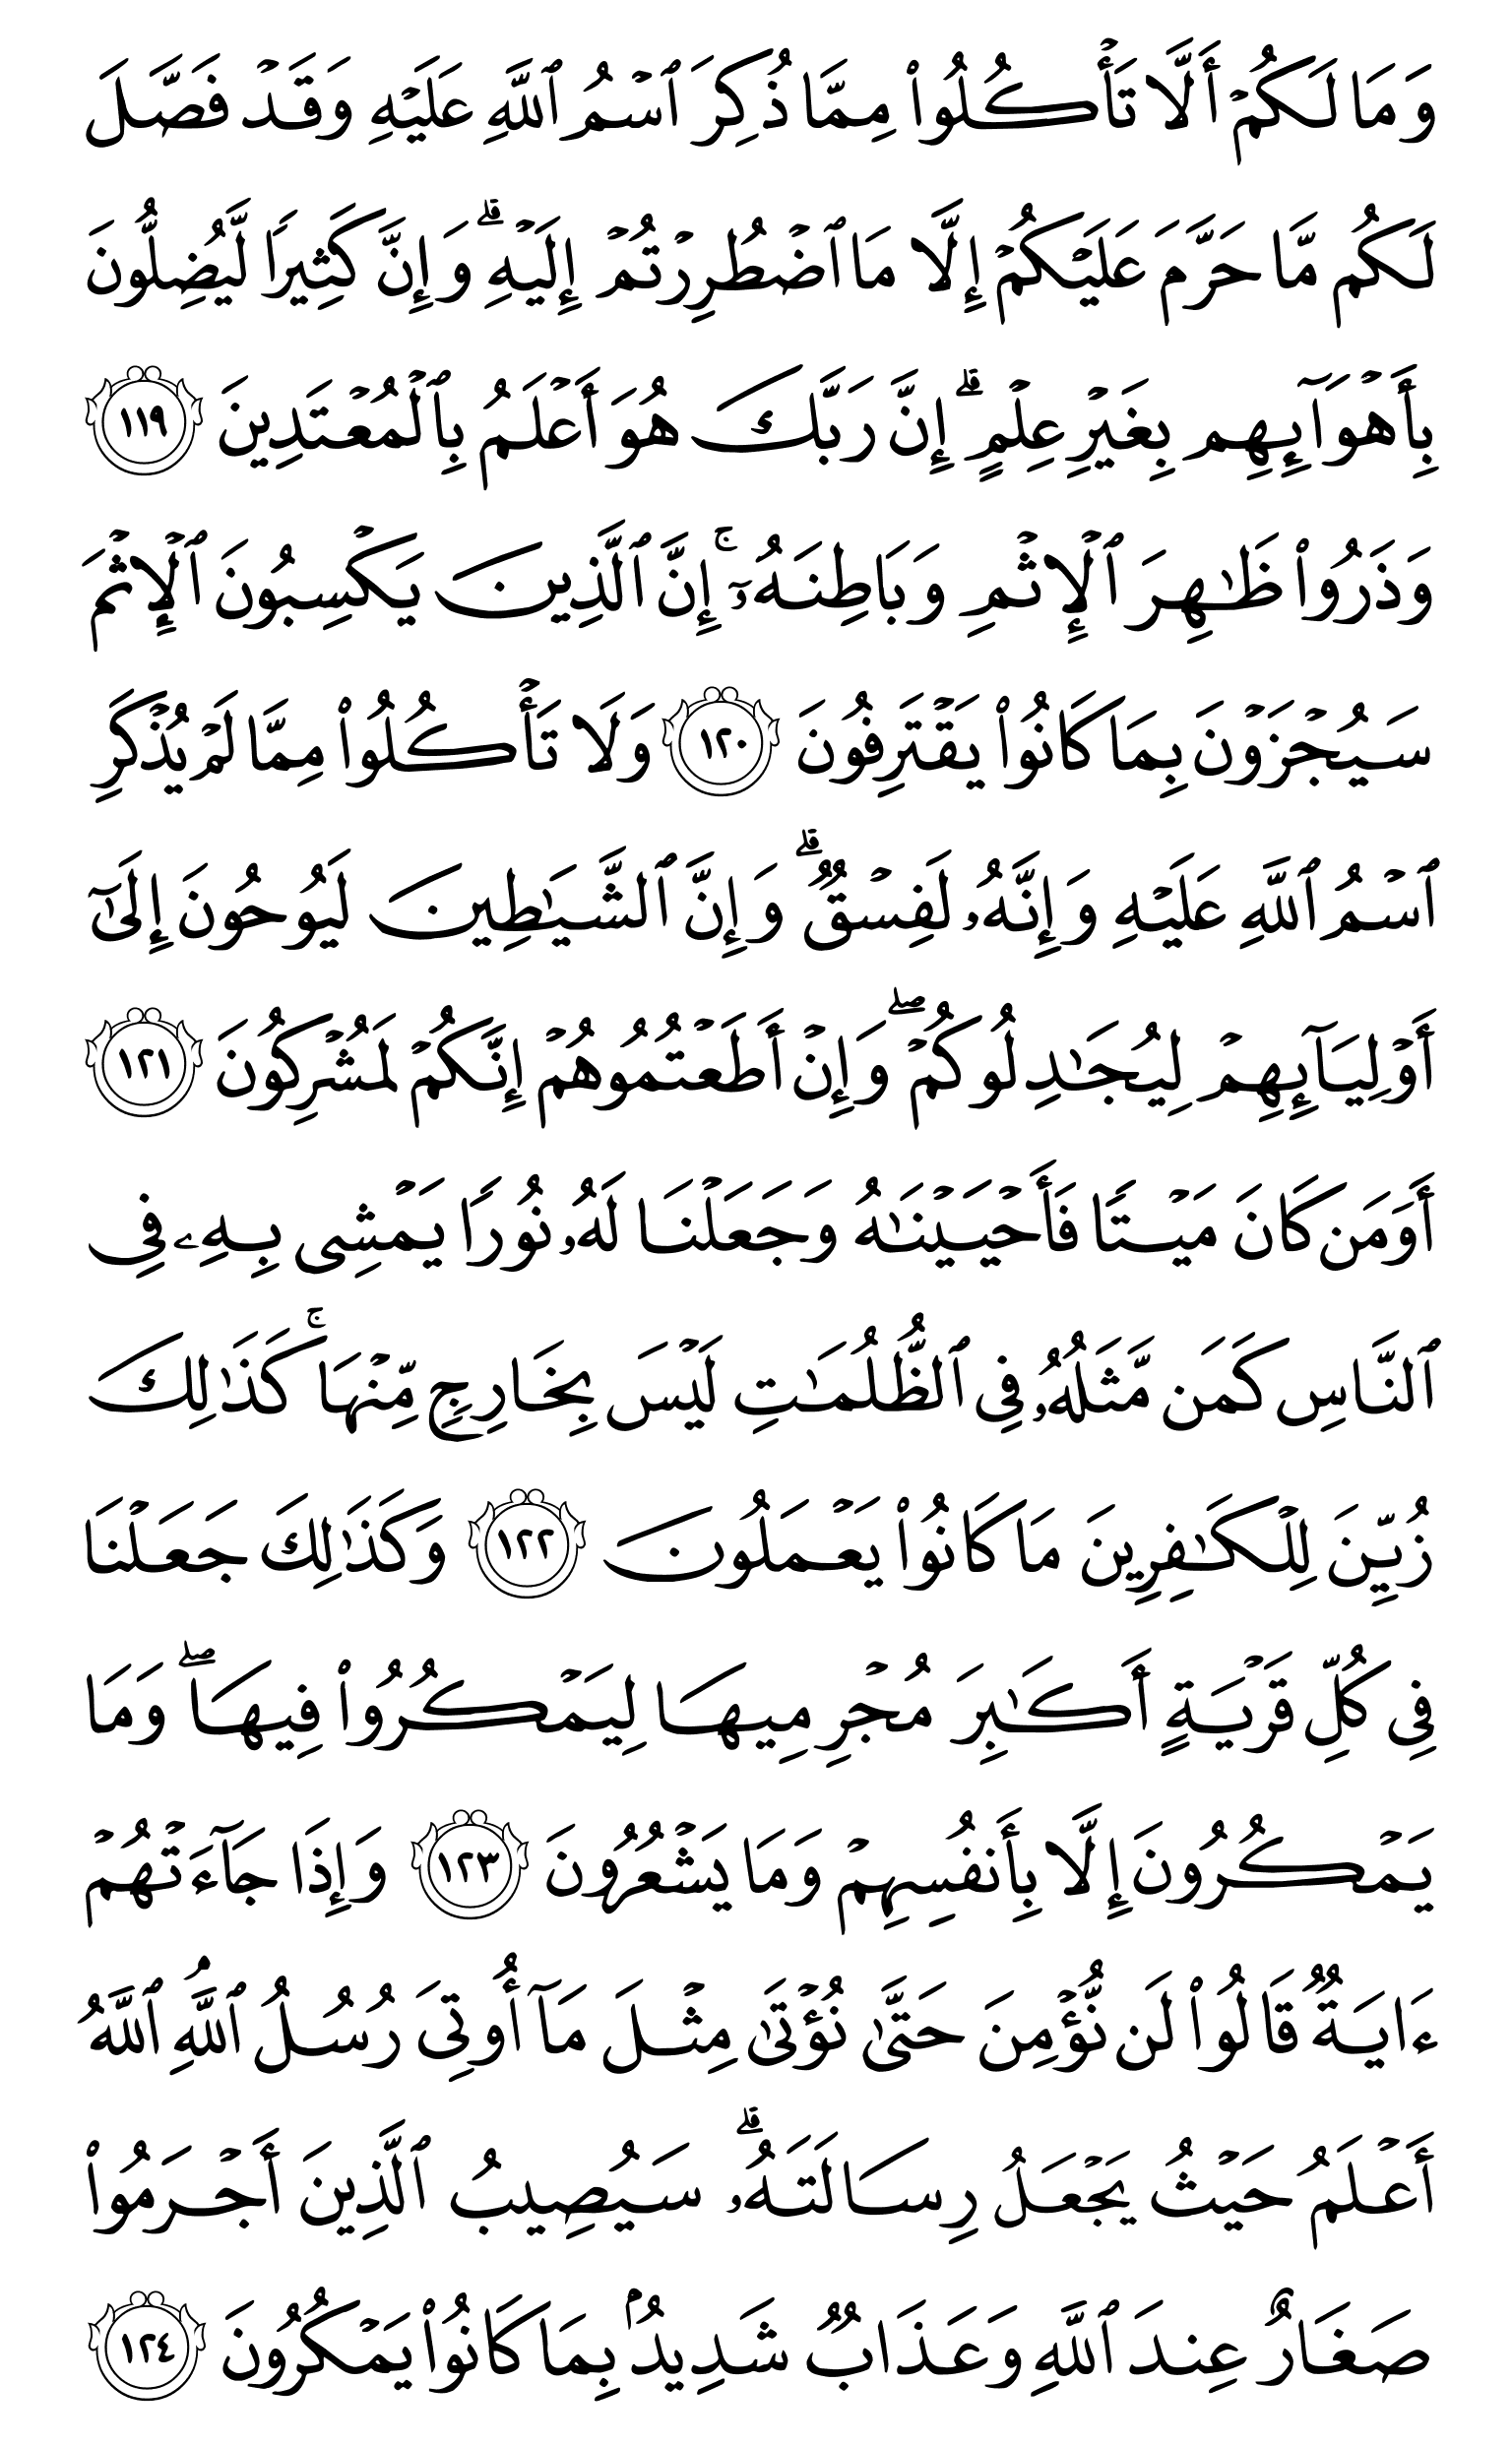 وَمَا لَكُمۡ أَلَّا تَأۡكُلُواْ مِمَّا ذُكِرَ ٱسۡمُ ٱللَّهِ عَلَيۡهِ وَقَدۡ فَصَّلَ
لَكُم مَّا حَرَّمَ عَلَيۡكُمۡ إِلَّا مَا ٱضۡطُرِرۡتُمۡ إِلَيۡهِۗ وَإِنَّ كَثِيرًا لَّيُضِلُّونَ
بِأَهۡوَآئِهِم بِغَيۡرِ عِلۡمٍۗ إِنَّ رَبَّكَ هُوَ أَعۡلَمُ بِٱلۡمُعۡتَدِينَ ١١٩
وَذَرُواْ ظَٰهِرَ ٱلۡإِثۡمِ وَبَاطِنَهُۥٓۚ إِنَّ ٱلَّذِينَ يَكۡسِبُونَ ٱلۡإِثۡمَ
سَيُجۡزَوۡنَ بِمَا كَانُواْ يَقۡتَرِفُونَ ١٢٠ وَلَا تَأۡكُلُواْ مِمَّا لَمۡ يُذۡكَرِ
ٱسۡمُ ٱللَّهِ عَلَيۡهِ وَإِنَّهُۥ لَفِسۡقٌۗ وَإِنَّ ٱلشَّيَٰطِينَ لَيُوحُونَ إِلَىٰٓ
أَوۡلِيَآئِهِمۡ لِيُجَٰدِلُوكُمۡۖ وَإِنۡ أَطَعۡتُمُوهُمۡ إِنَّكُمۡ لَمُشۡرِكُونَ ١٢١
أَوَمَن كَانَ مَيۡتًا فَأَحۡيَيۡنَٰهُ وَجَعَلۡنَا لَهُۥ نُورًا يَمۡشِي بِهِۦ فِي
ٱلنَّاسِ كَمَن مَّثَلُهُۥ فِي ٱلظُّلُمَٰتِ لَيۡسَ بِخَارِجٍ مِّنۡهَاۚ كَذَٰلِكَ
زُيِّنَ لِلۡكَٰفِرِينَ مَا كَانُواْ يَعۡمَلُونَ ١٢٢ وَكَذَٰلِكَ جَعَلۡنَا
فِي كُلِّ قَرۡيَةٍ أَكَٰبِرَ مُجۡرِمِيهَا لِيَمۡكُرُواْ فِيهَاۖ وَمَا
يَمۡكُرُونَ إِلَّا بِأَنفُسِهِمۡ وَمَا يَشۡعُرُونَ ١٢٣ وَإِذَا جَآءَتۡهُمۡ
ءَايَةٌ قَالُواْ لَن نُّؤۡمِنَ حَتَّىٰ نُؤۡتَىٰ مِثۡلَ مَآ أُوتِيَ رُسُلُ ٱللَّهِۘ ٱللَّهُ
أَعۡلَمُ حَيۡثُ يَجۡعَلُ رِسَالَتَهُۥۗ سَيُصِيبُ ٱلَّذِينَ أَجۡرَمُواْ
صَغَارٌ عِندَ ٱللَّهِ وَعَذَابٌ شَدِيدُۢ بِمَا كَانُواْ يَمۡكُرُونَ ١٢٤